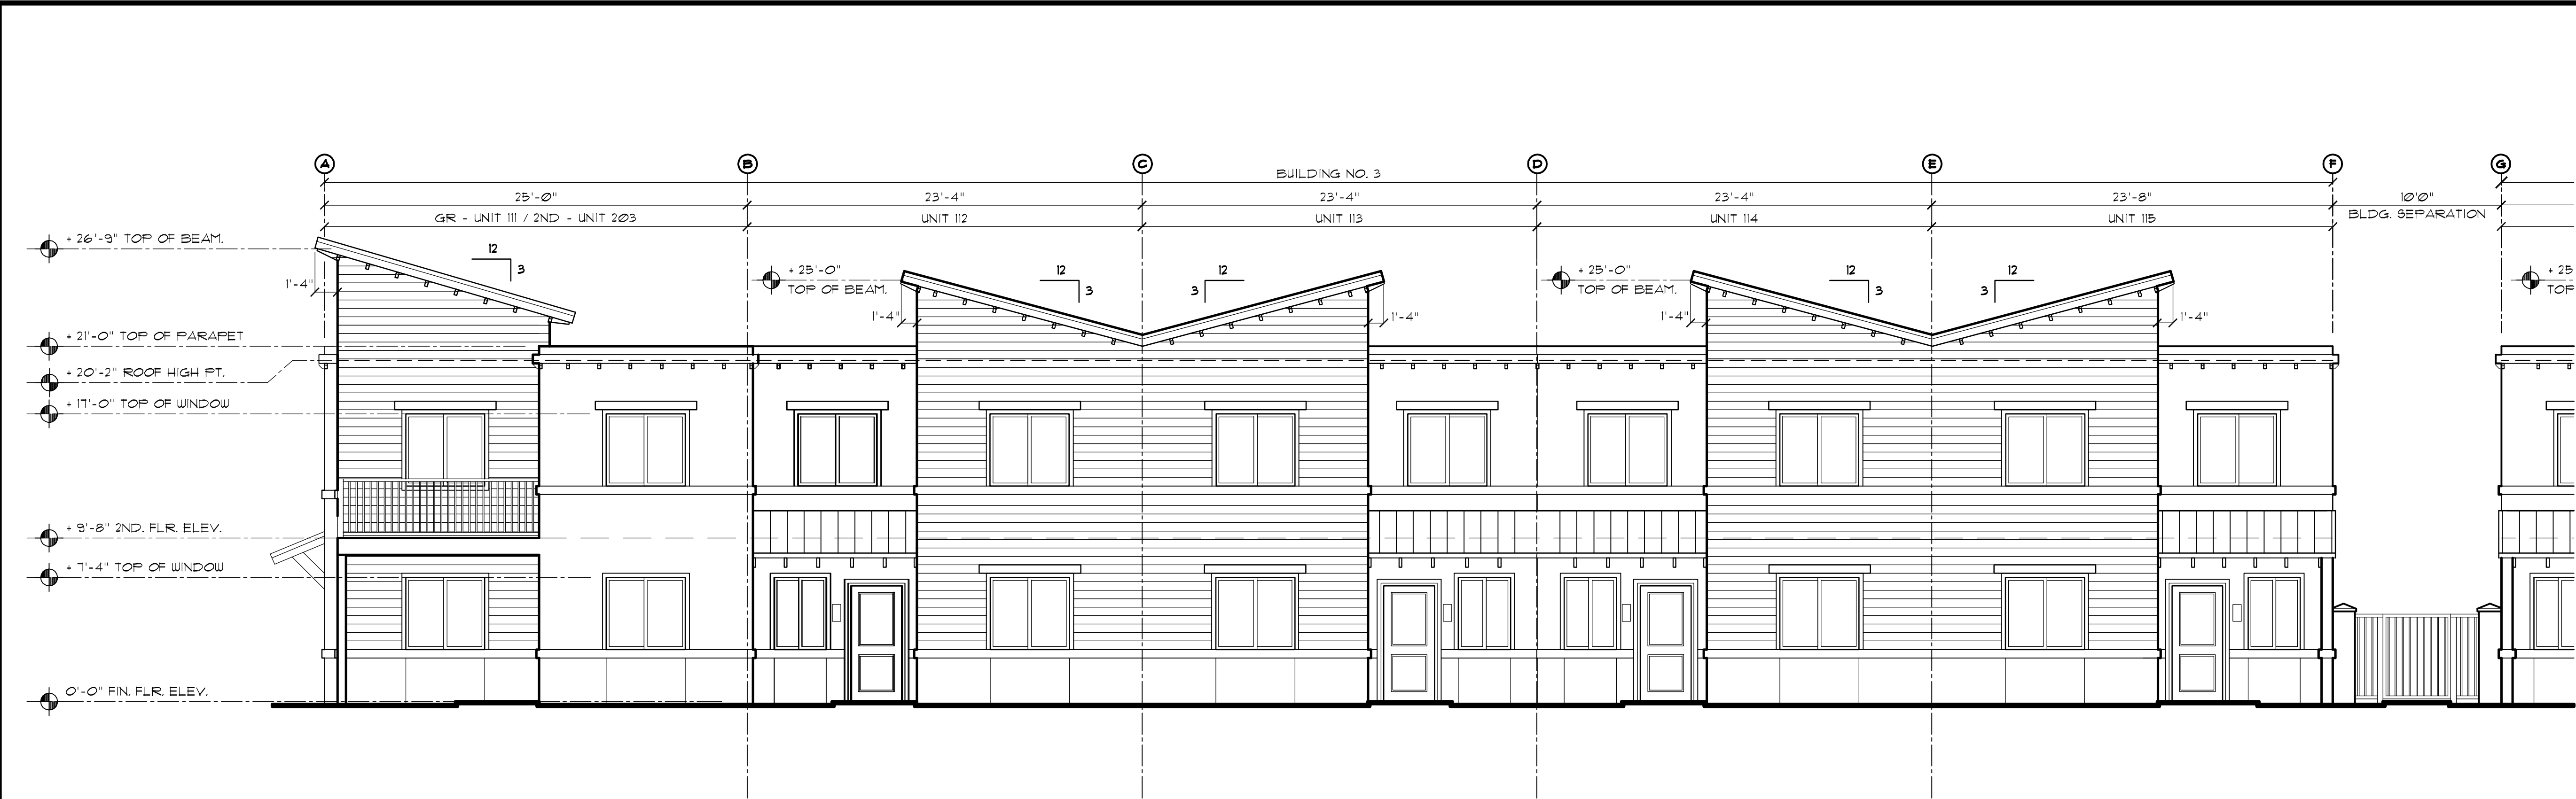 A B C D E F G
BUILDING NO. 3
25'-0" 23'-4" 23'-4" 23'-4" 23'-8" 10'0"
GR - UNIT 111 / 2ND - UNIT 203 UNIT 112 UNIT 113 UNIT 114 UNIT 115 BLDG. SEPARATION
+ 26'-9" TOP OF BEAM.
12
3
1'-4"
+ 25'-0"
TOP OF BEAM.
12
3
12
3
1'-4"
1'-4"
+ 25'-0"
TOP OF BEAM.
12
3
12
3
1'-4"
1'-4"
+ 25
TOP
+ 21'-0" TOP OF PARAPET
+ 20'-2" ROOF HIGH PT.
+ 17'-0" TOP OF WINDOW
+ 9'-8" 2ND. FLR. ELEV.
+ 7'-4" TOP OF WINDOW
0'-0" FIN. FLR. ELEV.